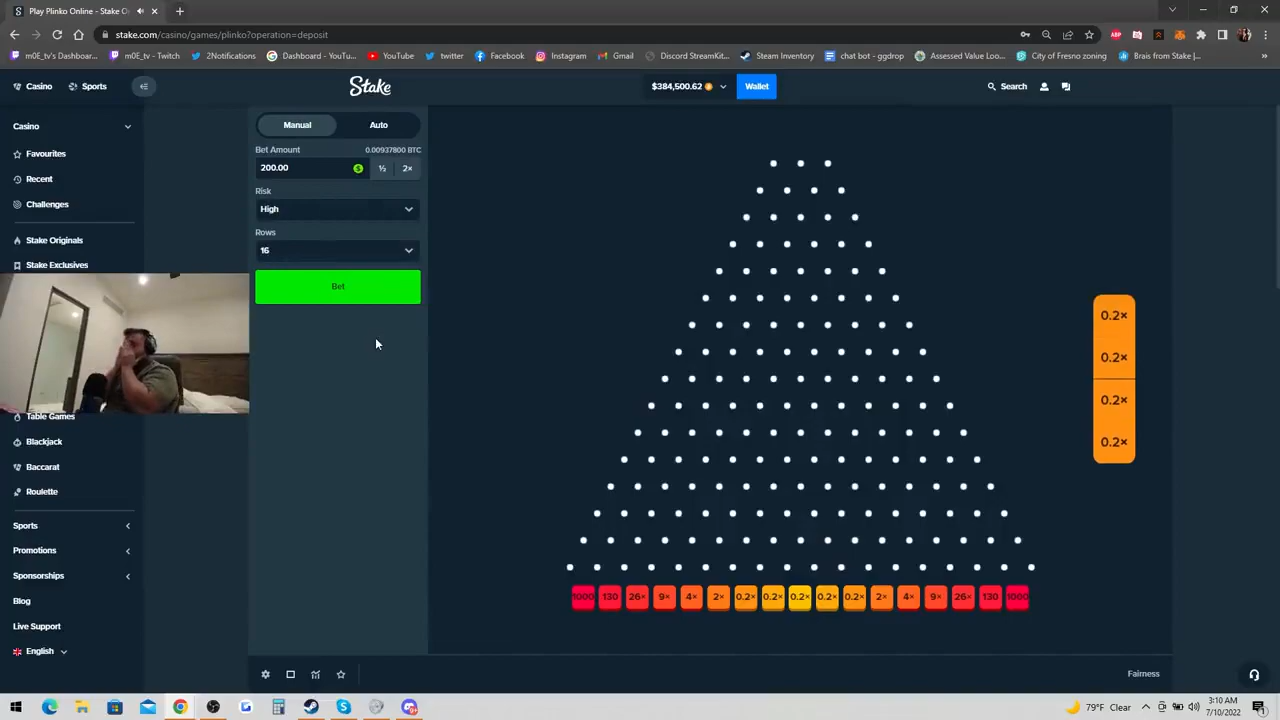 Play Plinko Online - Stake O
stake.com/casino/games/plinko?operation=deposit
m0E_tv's Dashboar...
m0E_tv - Twitch
2Notifications
Dashboard - YouTu...
YouTube
twitter
Facebook
Instagram
Gmail
Discord StreamKit...
Steam Inventory
chat bot - ggdrop
Assessed Value Loo...
City of Fresno zoning
Brais from Stake |...
Casino
Sports
Stake
$384,500.62
Wallet
Search
Casino
Favourites
Recent
Challenges
Stake Originals
Stake Exclusives
Table Games
Blackjack
Baccarat
Roulette
Sports
Promotions
Sponsorships
Blog
Live Support
English
Manual
Auto
Bet Amount
0.00937800 BTC
200.00
$
½
2×
Risk
High
Rows
16
Bet
0.2×
0.2×
0.2×
0.2×
1000 130 26× 9× 4× 2× 0.2× 0.2× 0.2× 0.2× 0.2× 2× 4× 9× 26× 130 1000
Fairness
79°F Clear
3:10 AM
7/10/2022